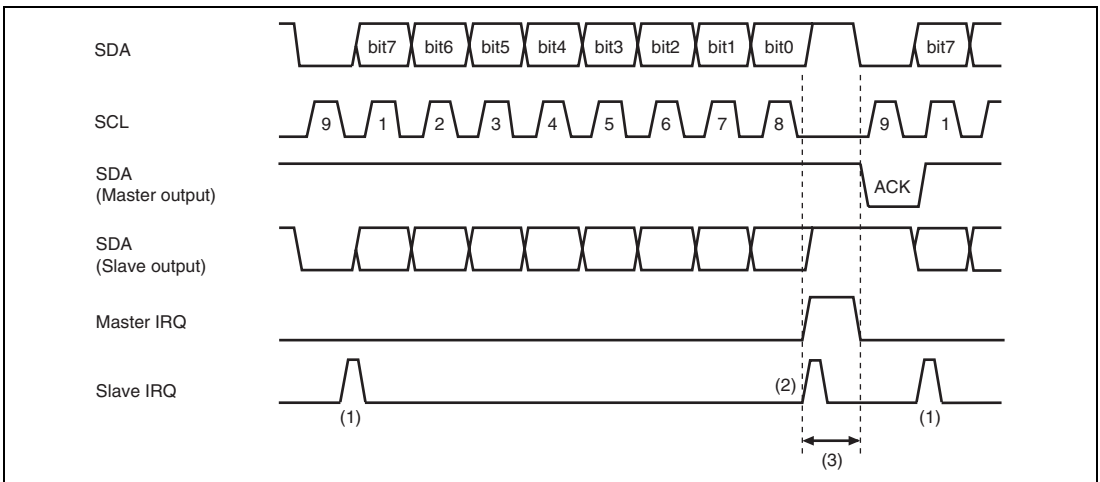 SDA
bit7 bit6 bit5 bit4 bit3 bit2 bit1 bit0 bit7
SCL
9 1 2 3 4 5 6 7 8 9 1
SDA
(Master output)
ACK
SDA
(Slave output)
Master IRQ
Slave IRQ
(2)
(1) (1)
(3)